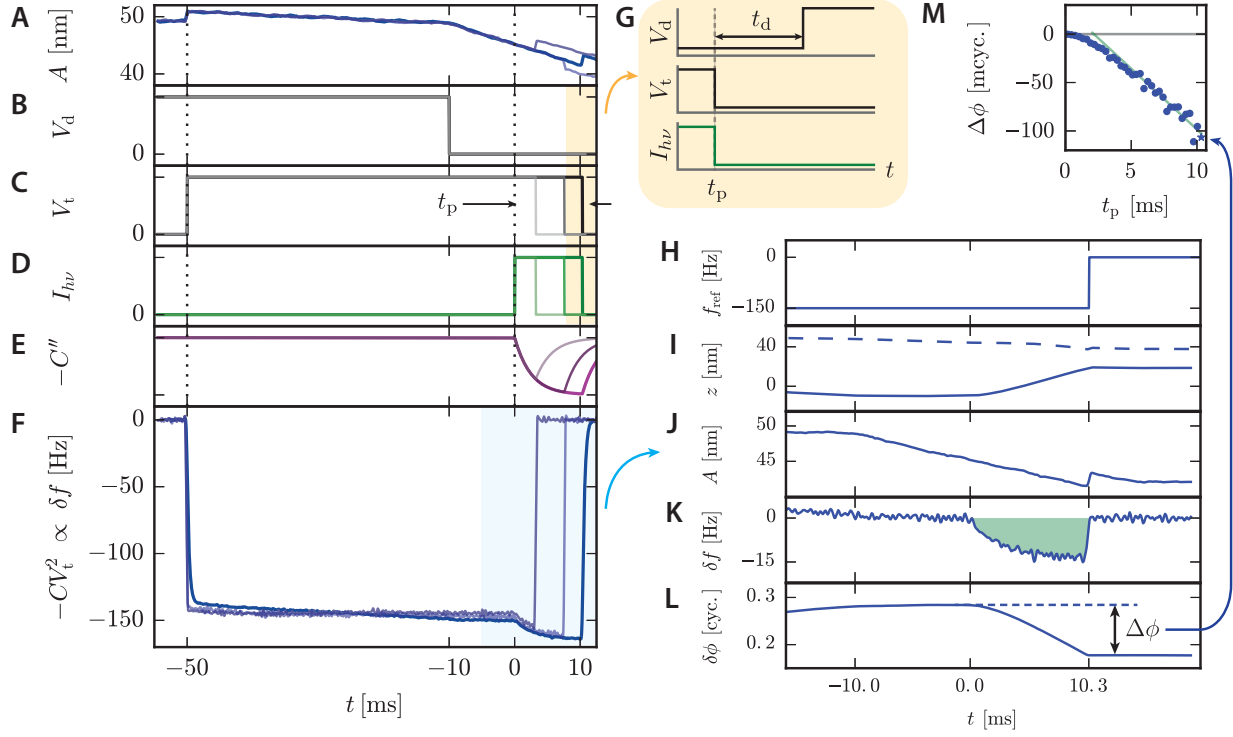 A
A [nm]
50
40
B
V_d
0
C
V_t
0
t_p
D
I_hν
0
E
−C″
F
−CV_t^2 ∝ δf [Hz]
0
−50
−100
−150
−50
−10
0
10
t [ms]
G
V_d
t_d
V_t
I_hν
t
t_p
M
Δϕ [mcyc.]
0
−50
−100
0
5
10
t_p [ms]
H
f_ref [Hz]
0
−150
I
z [nm]
40
0
J
A [nm]
50
45
K
δf [Hz]
0
−15
L
δϕ [cyc.]
0.3
0.2
Δϕ
−10.0
0.0
10.3
t [ms]